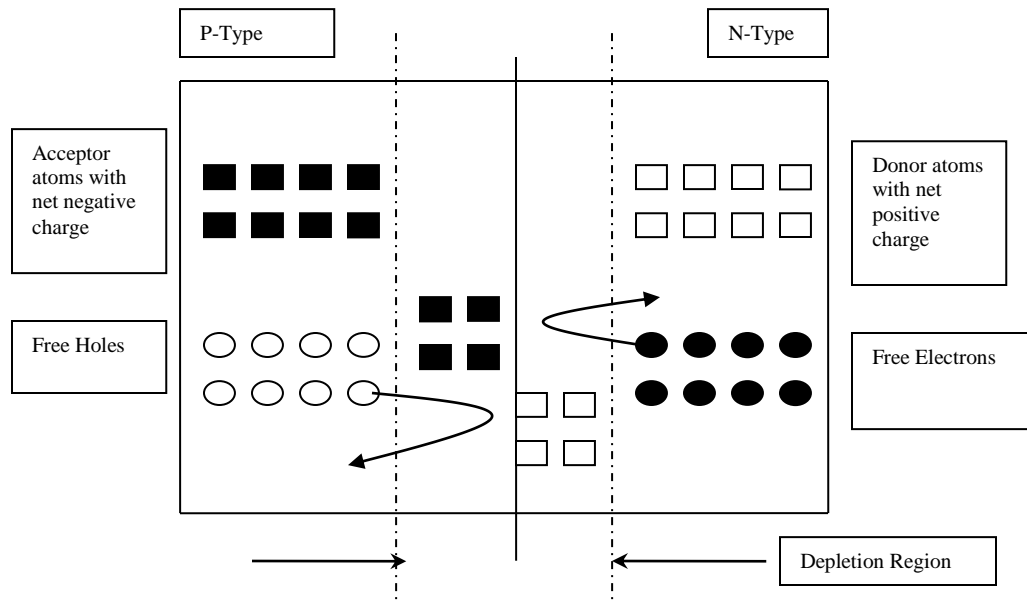 P-Type
N-Type
Acceptor
atoms with
net negative
charge
Donor atoms
with net
positive
charge
Free Holes
Free Electrons
Depletion Region